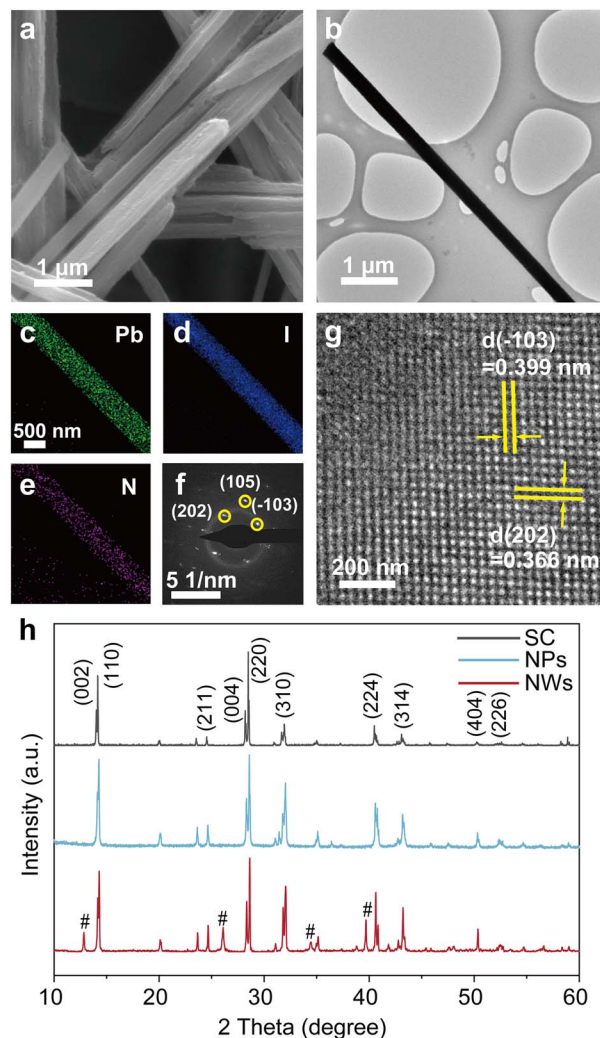 a
1 μm
b
1 μm
c
Pb
500 nm
d
I
e
N
f
(105)
(202)
(-103)
5 1/nm
g
d(-103)
=0.399 nm
d(202)
=0.366 nm
200 nm
h
SC
NPs
NWs
(002)
(110)
(211)
(004)
(220)
(310)
(224)
(314)
(404)
(226)
#
#
#
#
Intensity (a.u.)
10
20
30
40
50
60
2 Theta (degree)